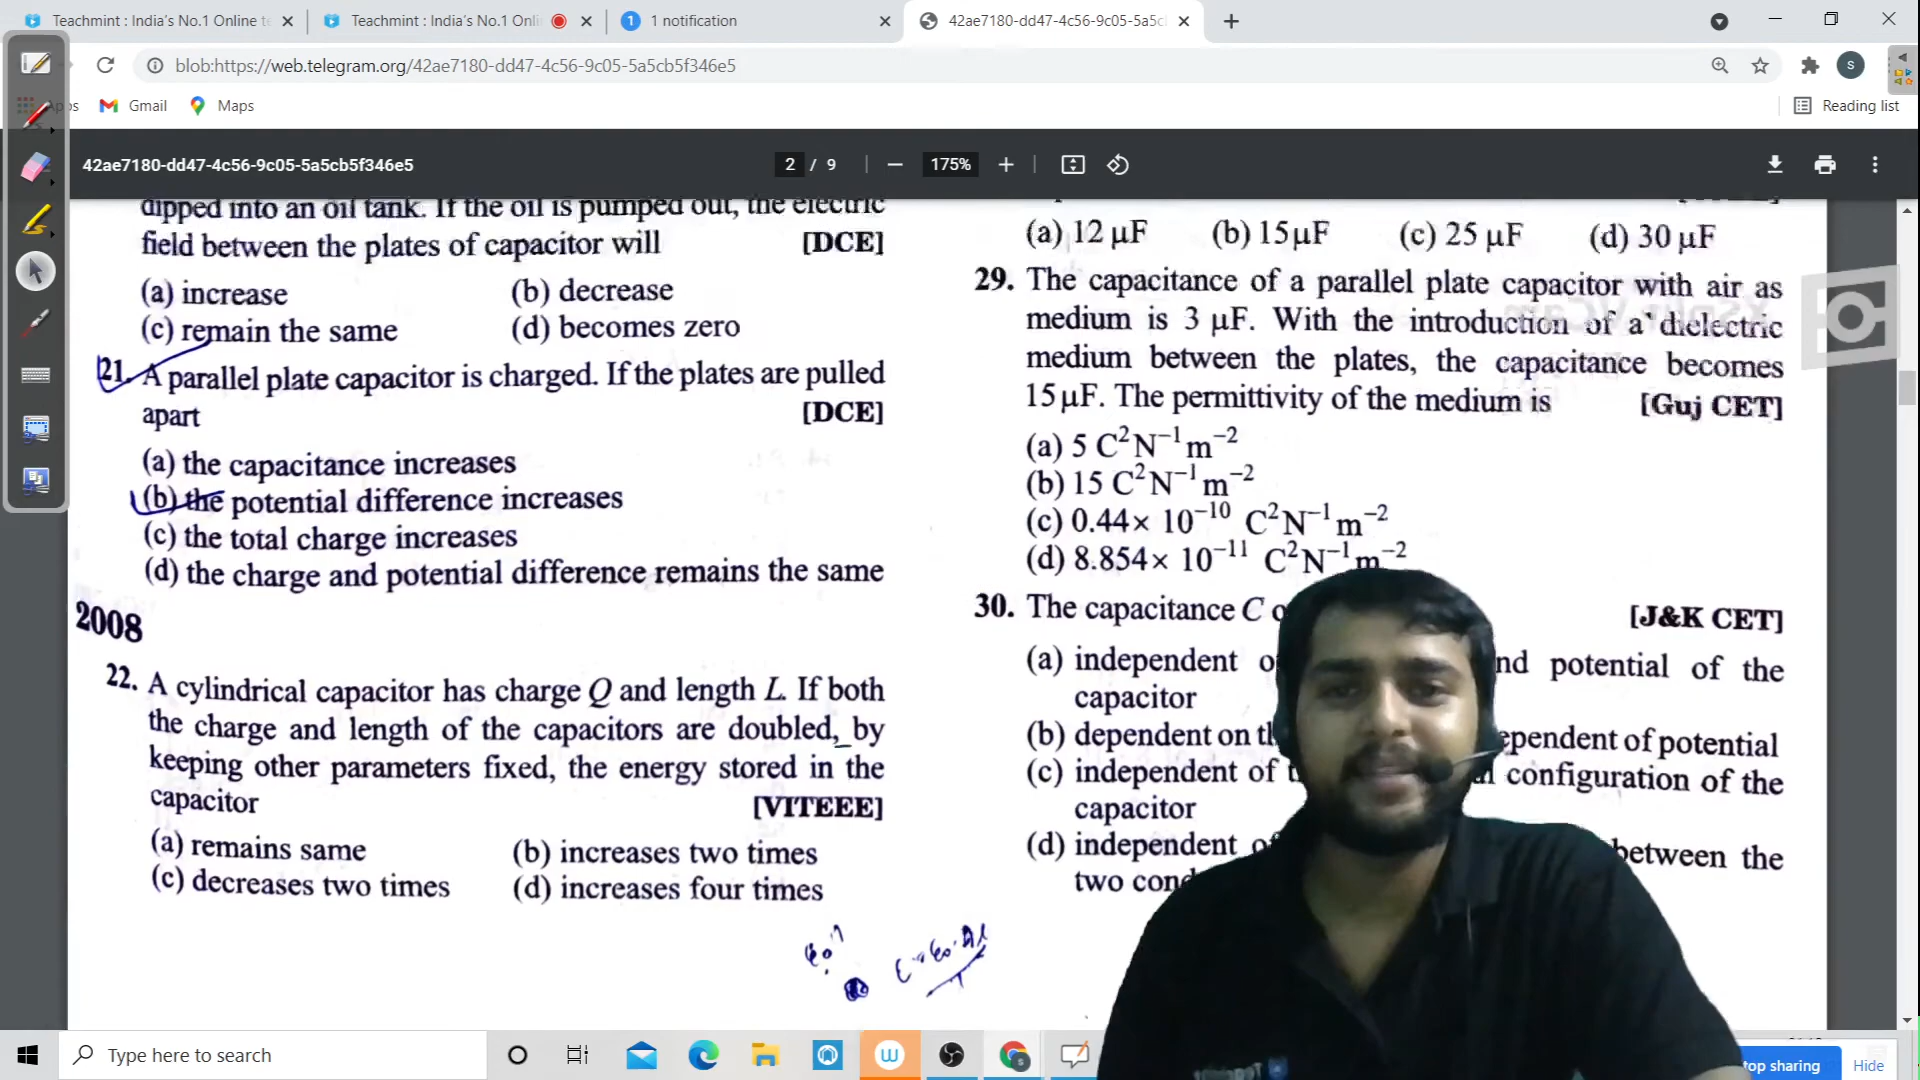 Teachmint : India's No.1 Online te
Teachmint : India's No.1 Onli
1 1 notification
42ae7180-dd47-4c56-9c05-5a5c
blob:https://web.telegram.org/42ae7180-dd47-4c56-9c05-5a5cb5f346e5
S
Apps
Gmail
Maps
Reading list
42ae7180-dd47-4c56-9c05-5a5cb5f346e5
2 / 9
175%
dipped into an oil tank. If the oil is pumped out, the electric
field between the plates of capacitor will [DCE]
(a) increase (b) decrease
(c) remain the same (d) becomes zero
21. A parallel plate capacitor is charged. If the plates are pulled
apart [DCE]
(a) the capacitance increases
(b) the potential difference increases
(c) the total charge increases
(d) the charge and potential difference remains the same
2008
22. A cylindrical capacitor has charge Q and length L. If both
the charge and length of the capacitors are doubled, by
keeping other parameters fixed, the energy stored in the
capacitor [VITEEE]
(a) remains same (b) increases two times
(c) decreases two times (d) increases four times
(a) 12 μF (b) 15μF (c) 25 μF (d) 30 μF
29. The capacitance of a parallel plate capacitor with air as
medium is 3 μF. With the introduction of a dielectric
medium between the plates, the capacitance becomes
15μF. The permittivity of the medium is [Guj CET]
(a) 5 C²N⁻¹m⁻²
(b) 15 C²N⁻¹m⁻²
(c) 0.44× 10⁻¹⁰ C²N⁻¹m⁻²
(d) 8.854× 10⁻¹¹ C²N⁻¹m⁻²
30. The capacitance C [J&K CET]
(a) independent nd potential of the
capacitor
(b) dependent on ependent of potential
(c) independent of configuration of the
capacitor
(d) independent between the
two
XSplit VCam
Type here to search
top sharing
Hide